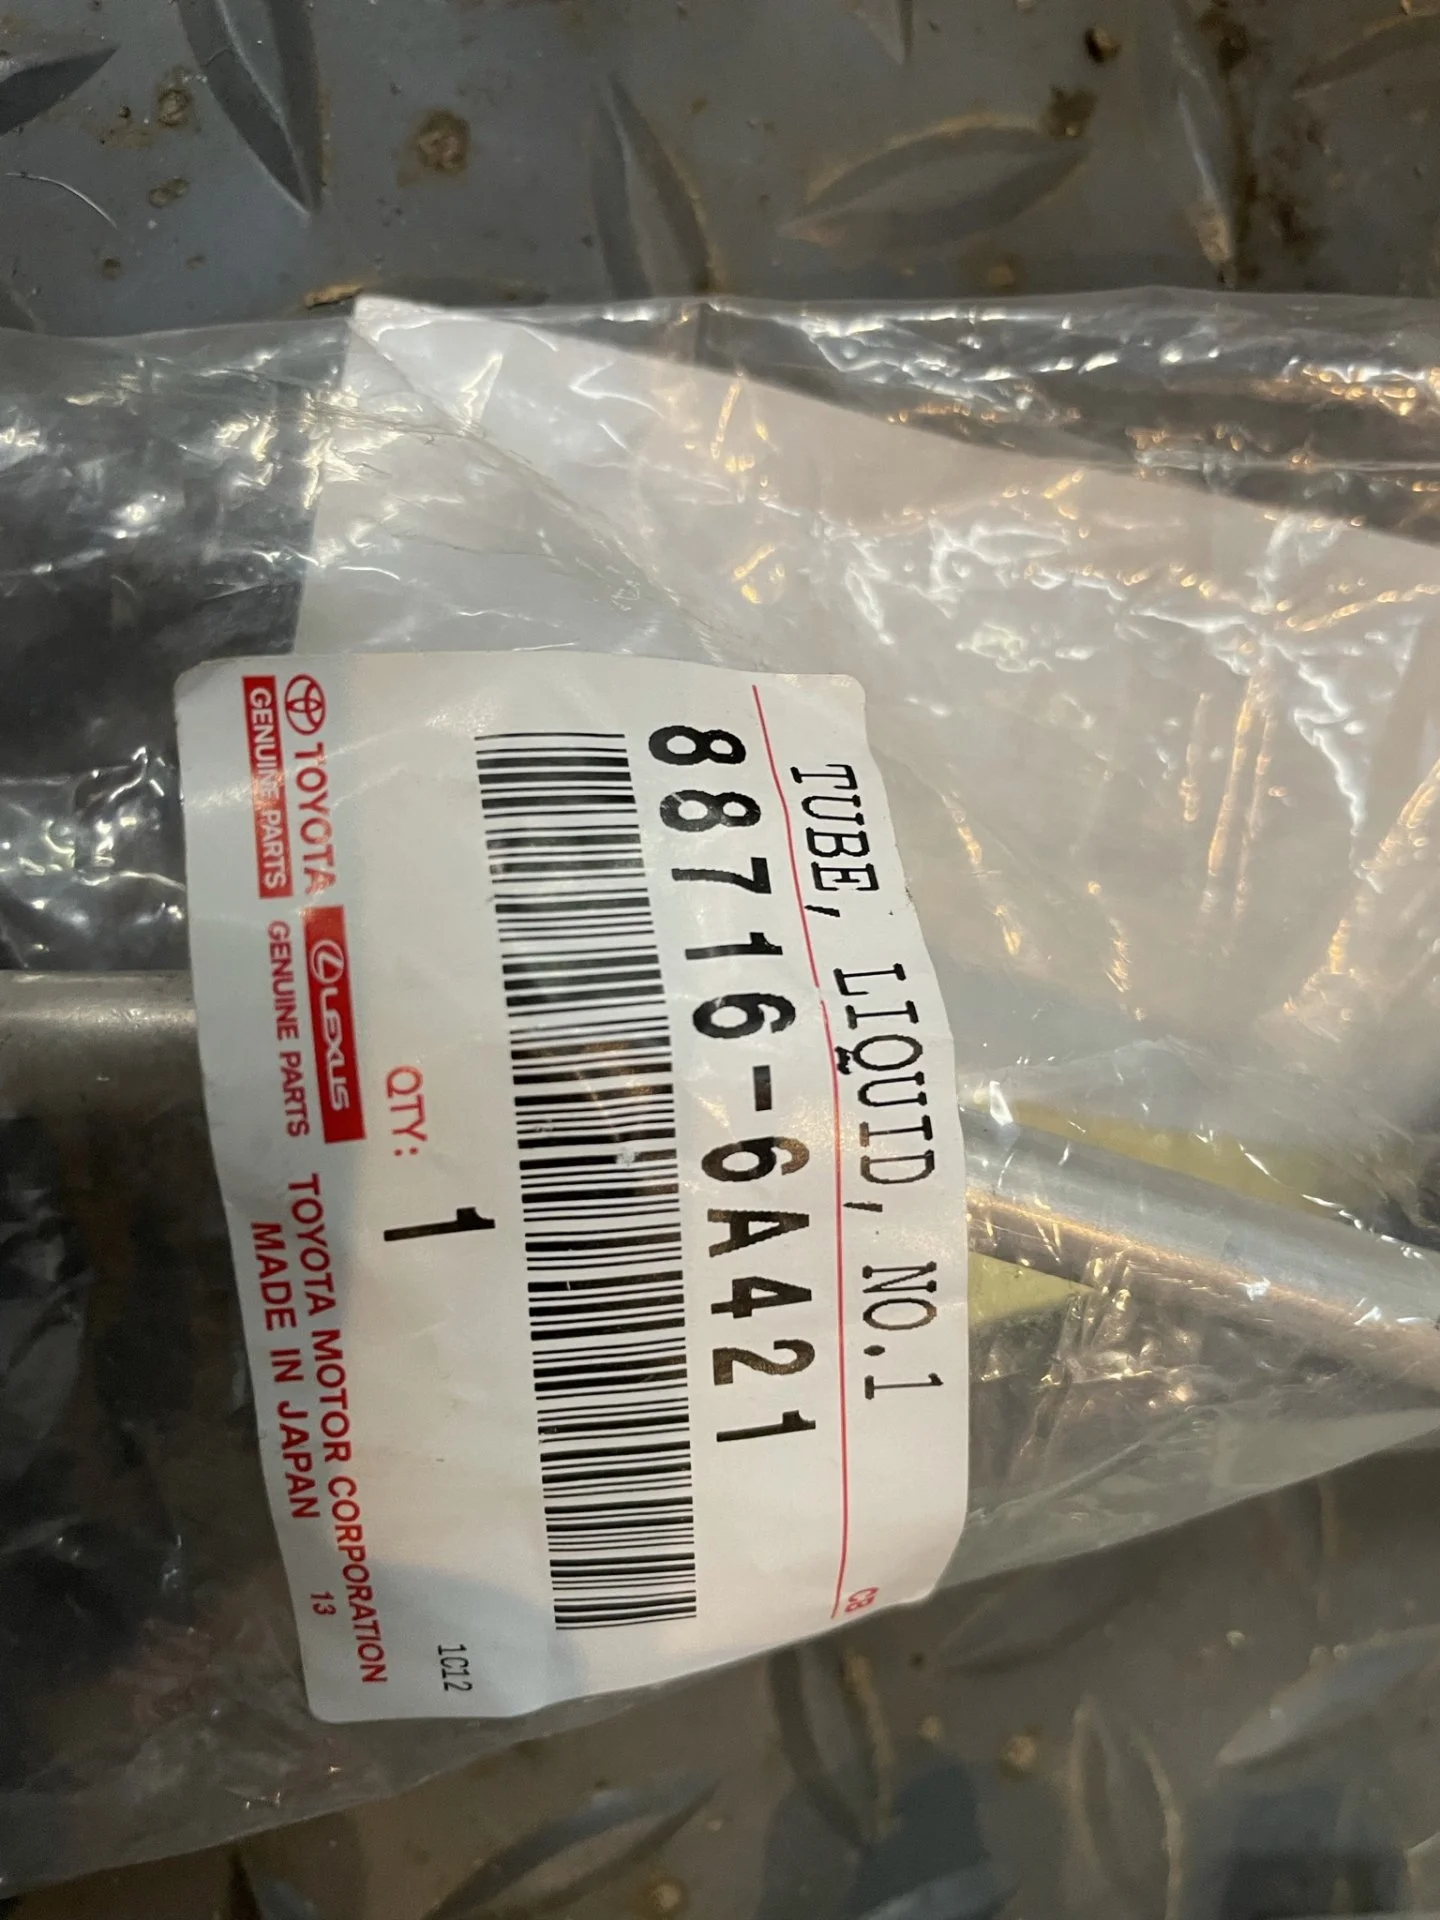 TUBE, LIQUID, NO.1
88716-6A421
QTY: 1
TOYOTA
GENUINE PARTS
LEXUS
GENUINE PARTS
TOYOTA MOTOR CORPORATION
MADE IN JAPAN
13
1C12
CB